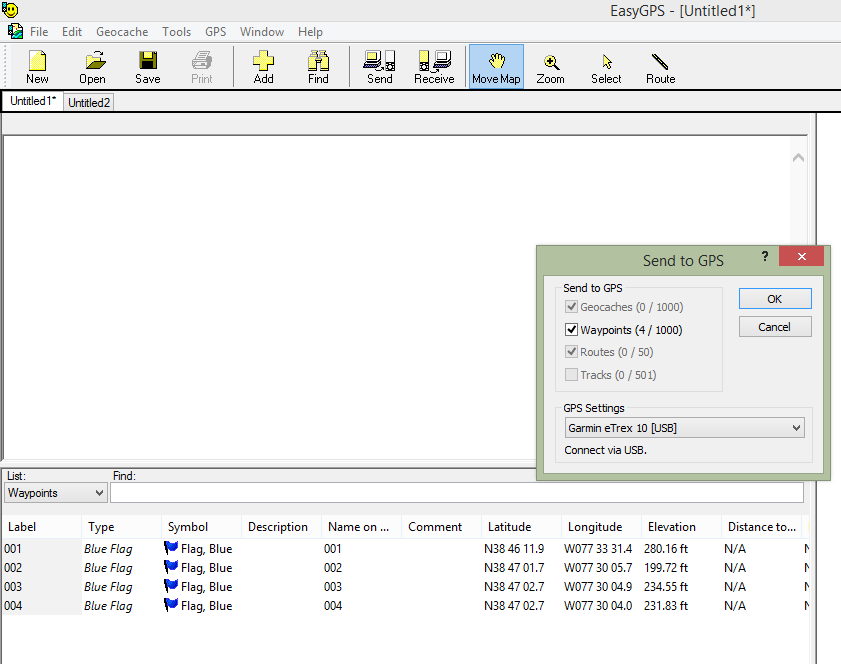 EasyGPS - [Untitled1*]
File Edit Geocache Tools GPS Window Help
New Open Save Print Add Find Send Receive Move Map Zoom Select Route
Untitled1* Untitled2
Send to GPS ?
Send to GPS
Geocaches (0 / 1000)
Waypoints (4 / 1000)
Routes (0 / 50)
Tracks (0 / 501)
OK
Cancel
GPS Settings
Garmin eTrex 10 [USB]
Connect via USB.
List: Find:
Waypoints
Label Type Symbol Description Name on ... Comment Latitude Longitude Elevation Distance to...
001 Blue Flag Flag, Blue 001 N38 46 11.9 W077 33 31.4 280.16 ft N/A
002 Blue Flag Flag, Blue 002 N38 47 01.7 W077 30 05.7 199.72 ft N/A
003 Blue Flag Flag, Blue 003 N38 47 02.7 W077 30 04.9 234.55 ft N/A
004 Blue Flag Flag, Blue 004 N38 47 02.7 W077 30 04.0 231.83 ft N/A